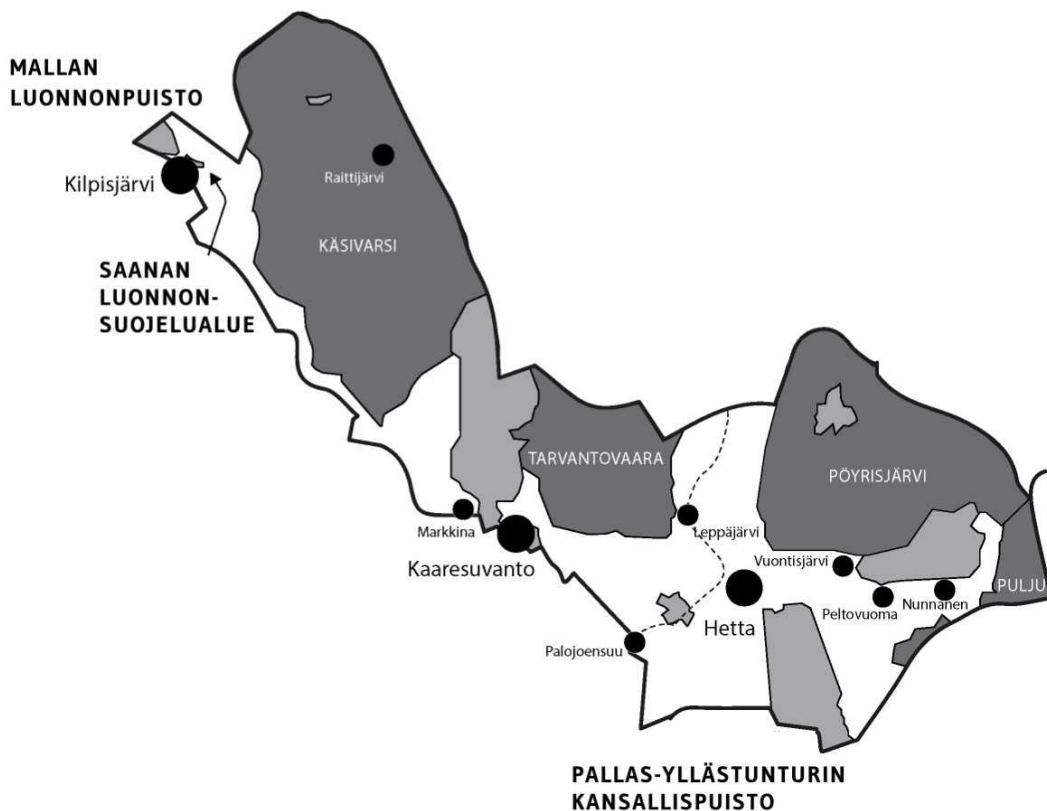 MALLAN
LUONNONPUISTO
Raittijärvi
Kilpisjärvi
KÄSIVARSI
SAANAN
LUONNON-
SUOJELUALUE
TARVANTOVAARA
PÖYRISJÄRVI
Markkina
Leppäjärvi
Kaaresuvanto
Vuontisjärvi
PULJU
Peltovuoma
Nunnanen
Hetta
Palojoensuu
PALLAS-YLLÄSTUNTURIN
KANSALLISPUISTO